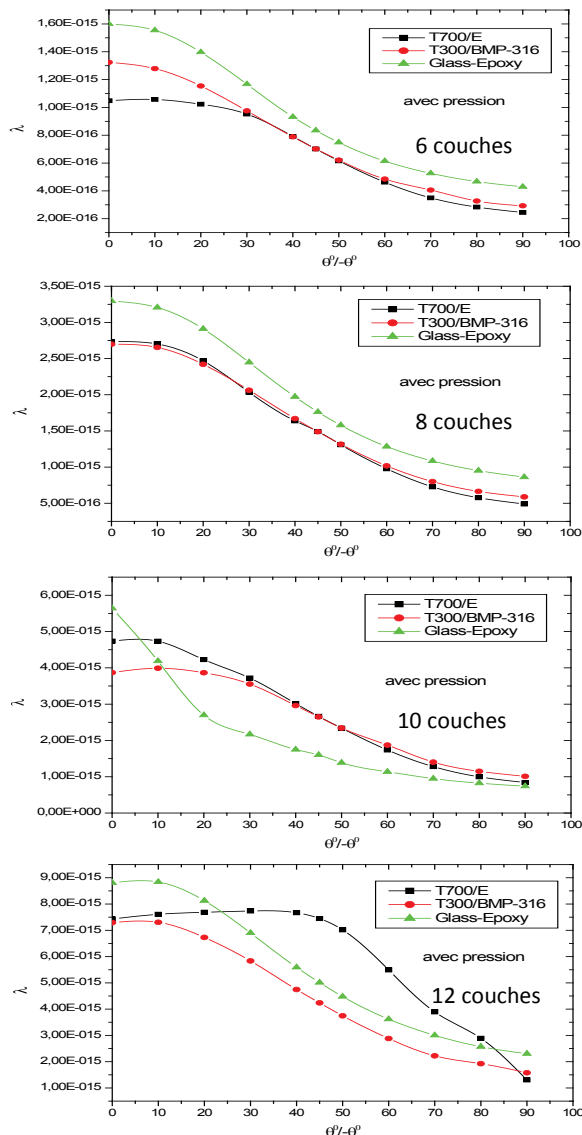 1,60E-015
1,40E-015
1,20E-015
1,00E-015
8,00E-016
6,00E-016
4,00E-016
2,00E-016
λ
T700/E
T300/BMP-316
Glass-Epoxy
avec pression
6 couches
0 10 20 30 40 50 60 70 80 90 100
θº/-θº
3,50E-015
3,00E-015
2,50E-015
2,00E-015
1,50E-015
1,00E-015
5,00E-016
λ
T700/E
T300/BMP-316
Glass-Epoxy
avec pression
8 couches
0 10 20 30 40 50 60 70 80 90 100
θº/-θº
6,00E-015
5,00E-015
4,00E-015
3,00E-015
2,00E-015
1,00E-015
0,00E+000
λ
T700/E
T300/BMP-316
Glass-Epoxy
avec pression
10 couches
0 10 20 30 40 50 60 70 80 90 100
θº/-θº
9,00E-015
8,00E-015
7,00E-015
6,00E-015
5,00E-015
4,00E-015
3,00E-015
2,00E-015
1,00E-015
λ
T700/E
T300/BMP-316
Glass-Epoxy
avec pression
12 couches
0 10 20 30 40 50 60 70 80 90 100
θº/-θº